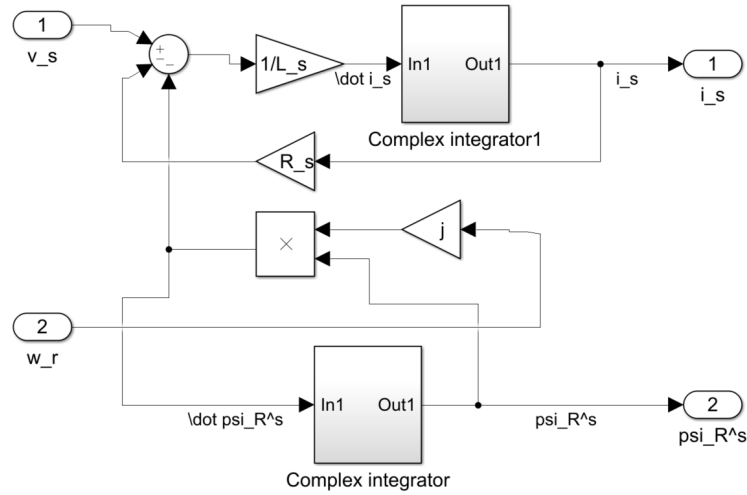 1
v_s
1/L_s
\dot i_s
In1
Out1
Complex integrator1
i_s
1
i_s
R_s
j
×
2
w_r
In1
Out1
Complex integrator
\dot psi_R^s
psi_R^s
2
psi_R^s